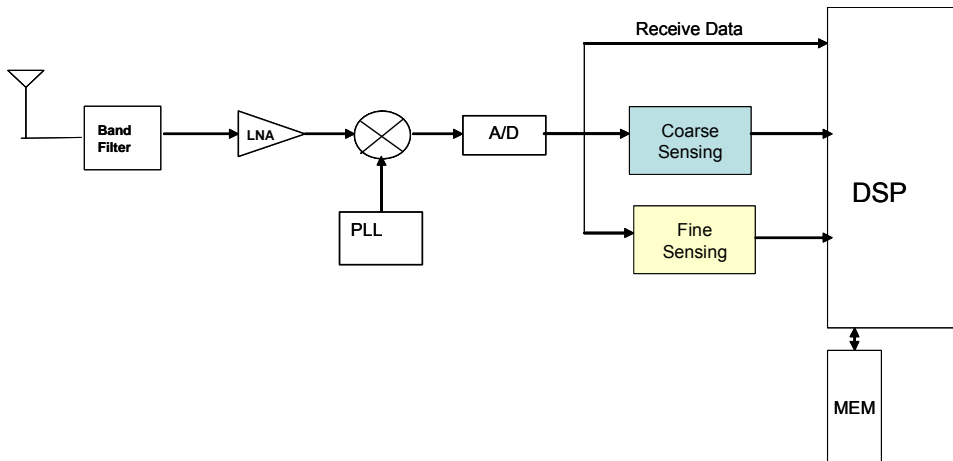 Receive Data
Band
Filter
LNA
A/D
Coarse
Sensing
DSP
PLL
Fine
Sensing
MEM